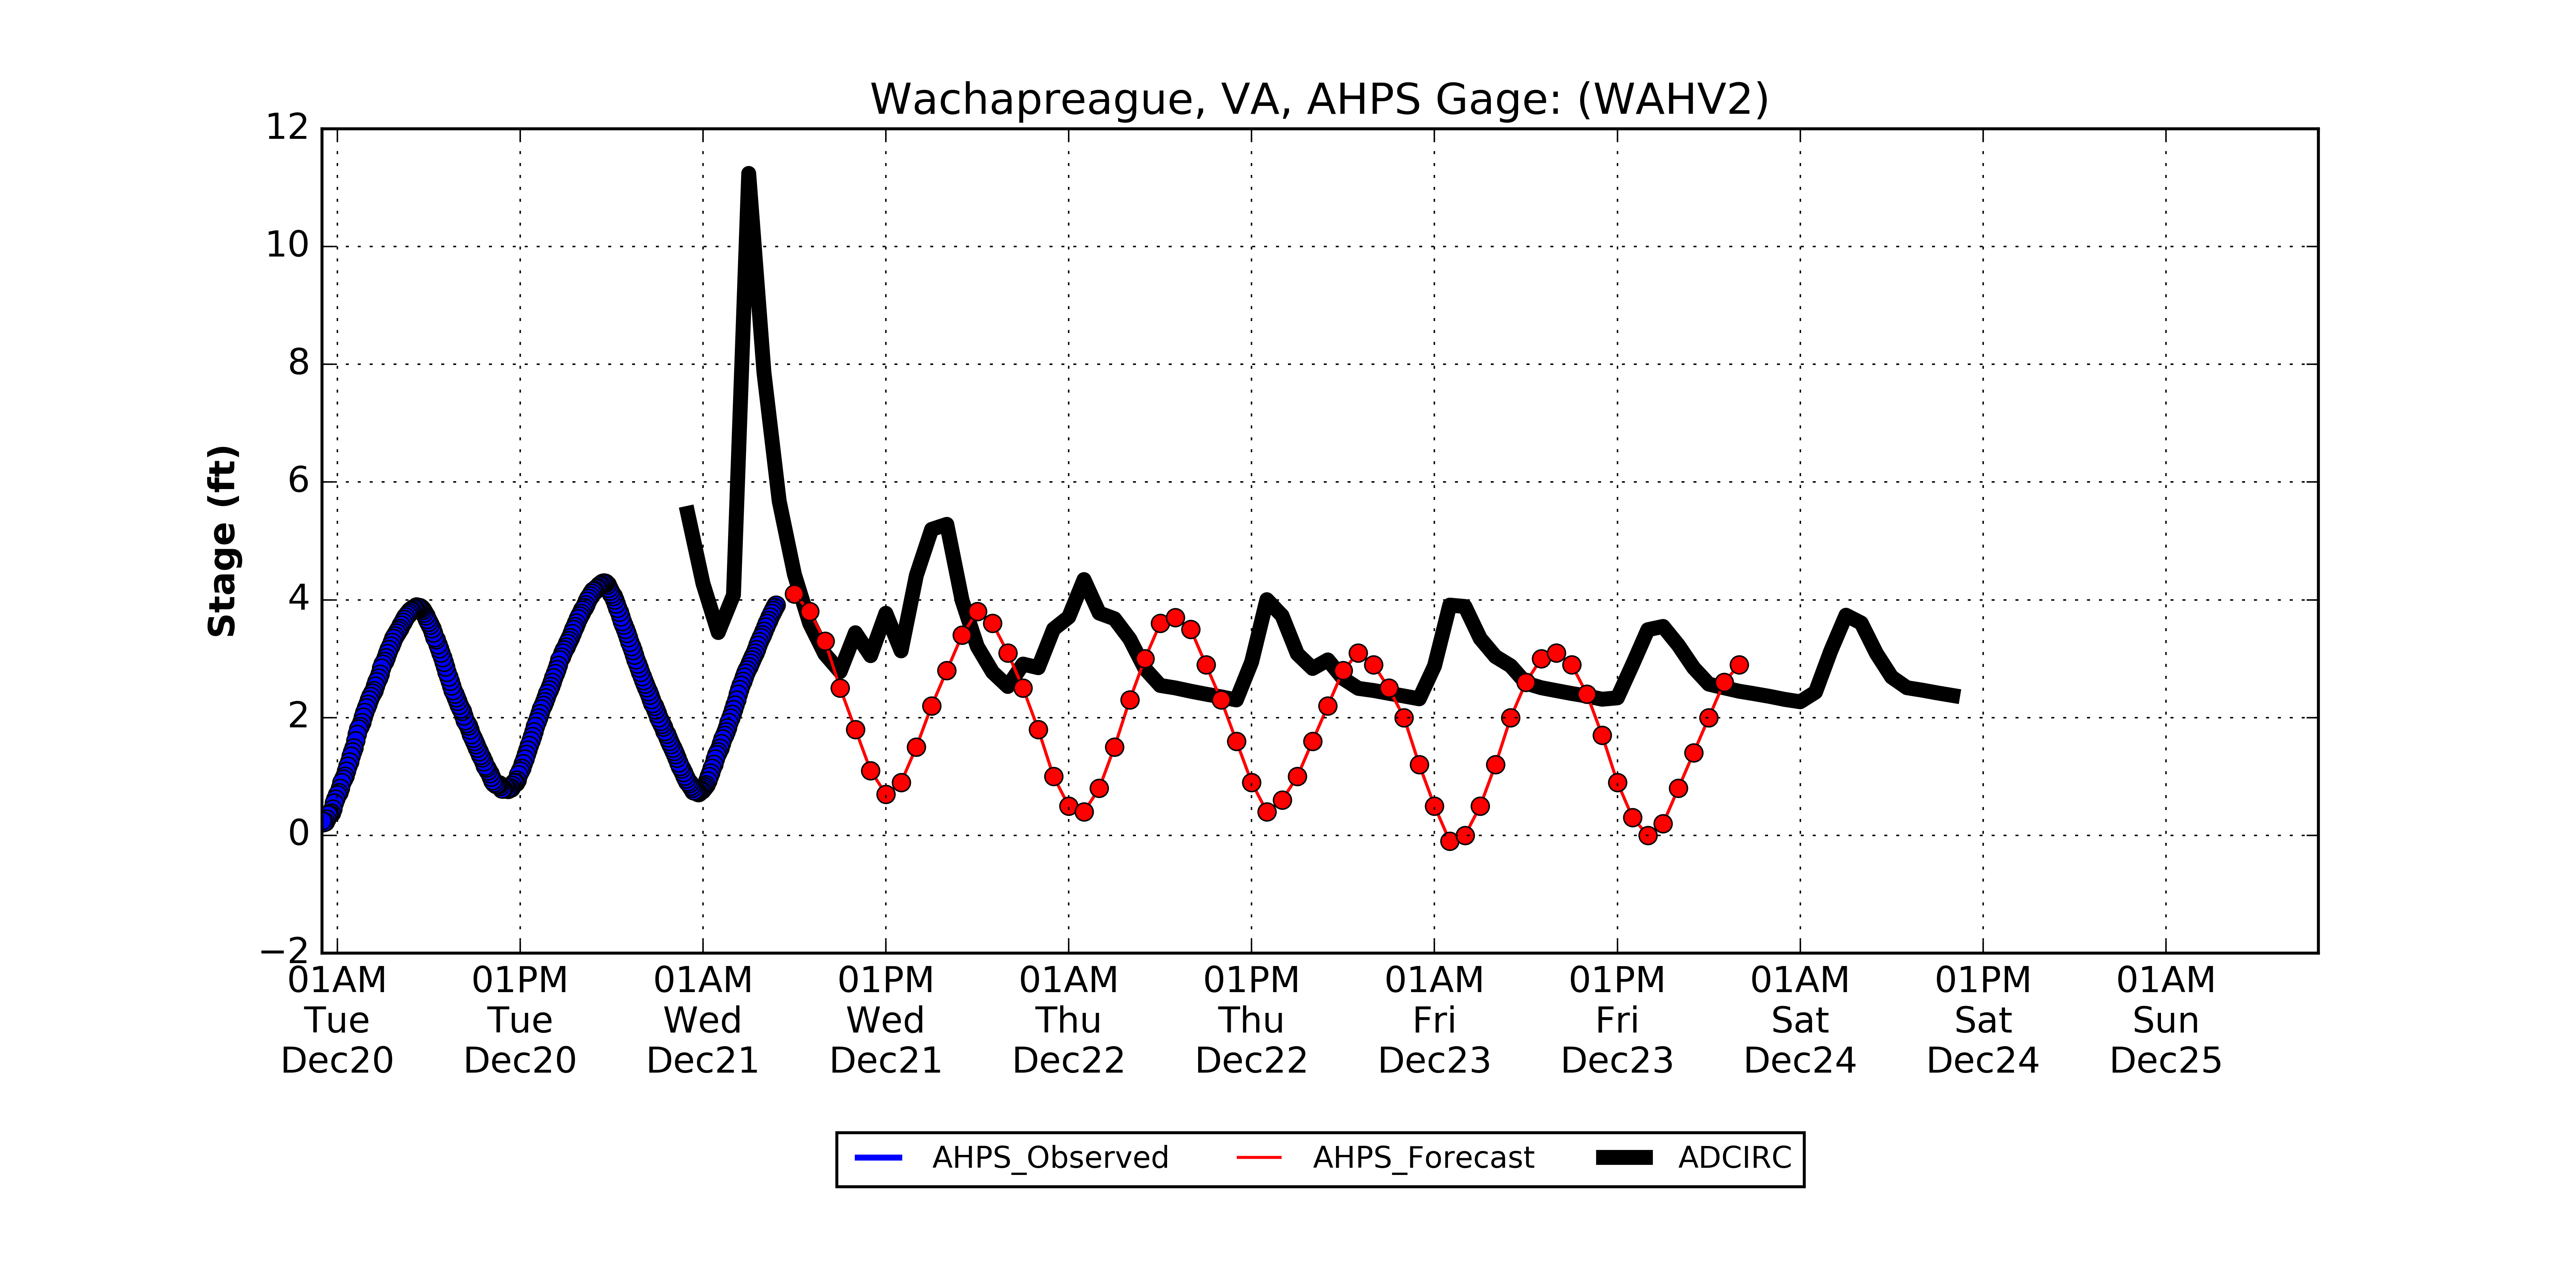 Wachapreague, VA, AHPS Gage: (WAHV2)
12
10
8
6
4
2
0
−2
Stage (ft)
01AM 01PM 01AM 01PM 01AM 01PM 01AM 01PM 01AM 01PM 01AM
Tue Tue Wed Wed Thu Thu Fri Fri Sat Sat Sun
Dec20 Dec20 Dec21 Dec21 Dec22 Dec22 Dec23 Dec23 Dec24 Dec24 Dec25
AHPS_Observed AHPS_Forecast ADCIRC